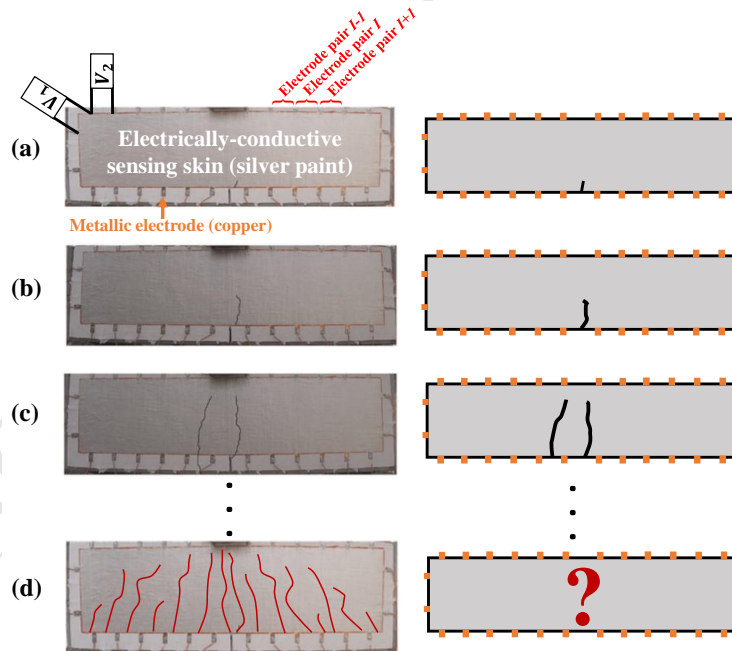 Electrode pair I-1
Electrode pair I
Electrode pair I+1
V1
V2
(a)
Electrically-conductive
sensing skin (silver paint)
Metallic electrode (copper)
(b)
(c)
(d)
?